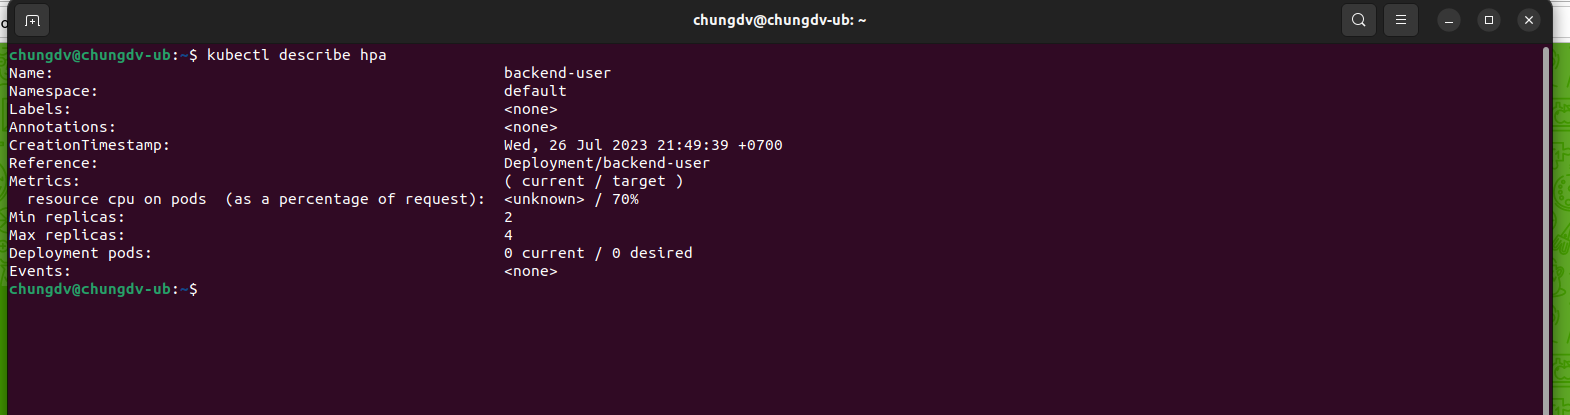 chungdv@chungdv-ub: ~
chungdv@chungdv-ub:~$ kubectl describe hpa
Name: backend-user
Namespace: default
Labels: <none>
Annotations: <none>
CreationTimestamp: Wed, 26 Jul 2023 21:49:39 +0700
Reference: Deployment/backend-user
Metrics: ( current / target )
  resource cpu on pods  (as a percentage of request): <unknown> / 70%
Min replicas: 2
Max replicas: 4
Deployment pods: 0 current / 0 desired
Events: <none>
chungdv@chungdv-ub:~$